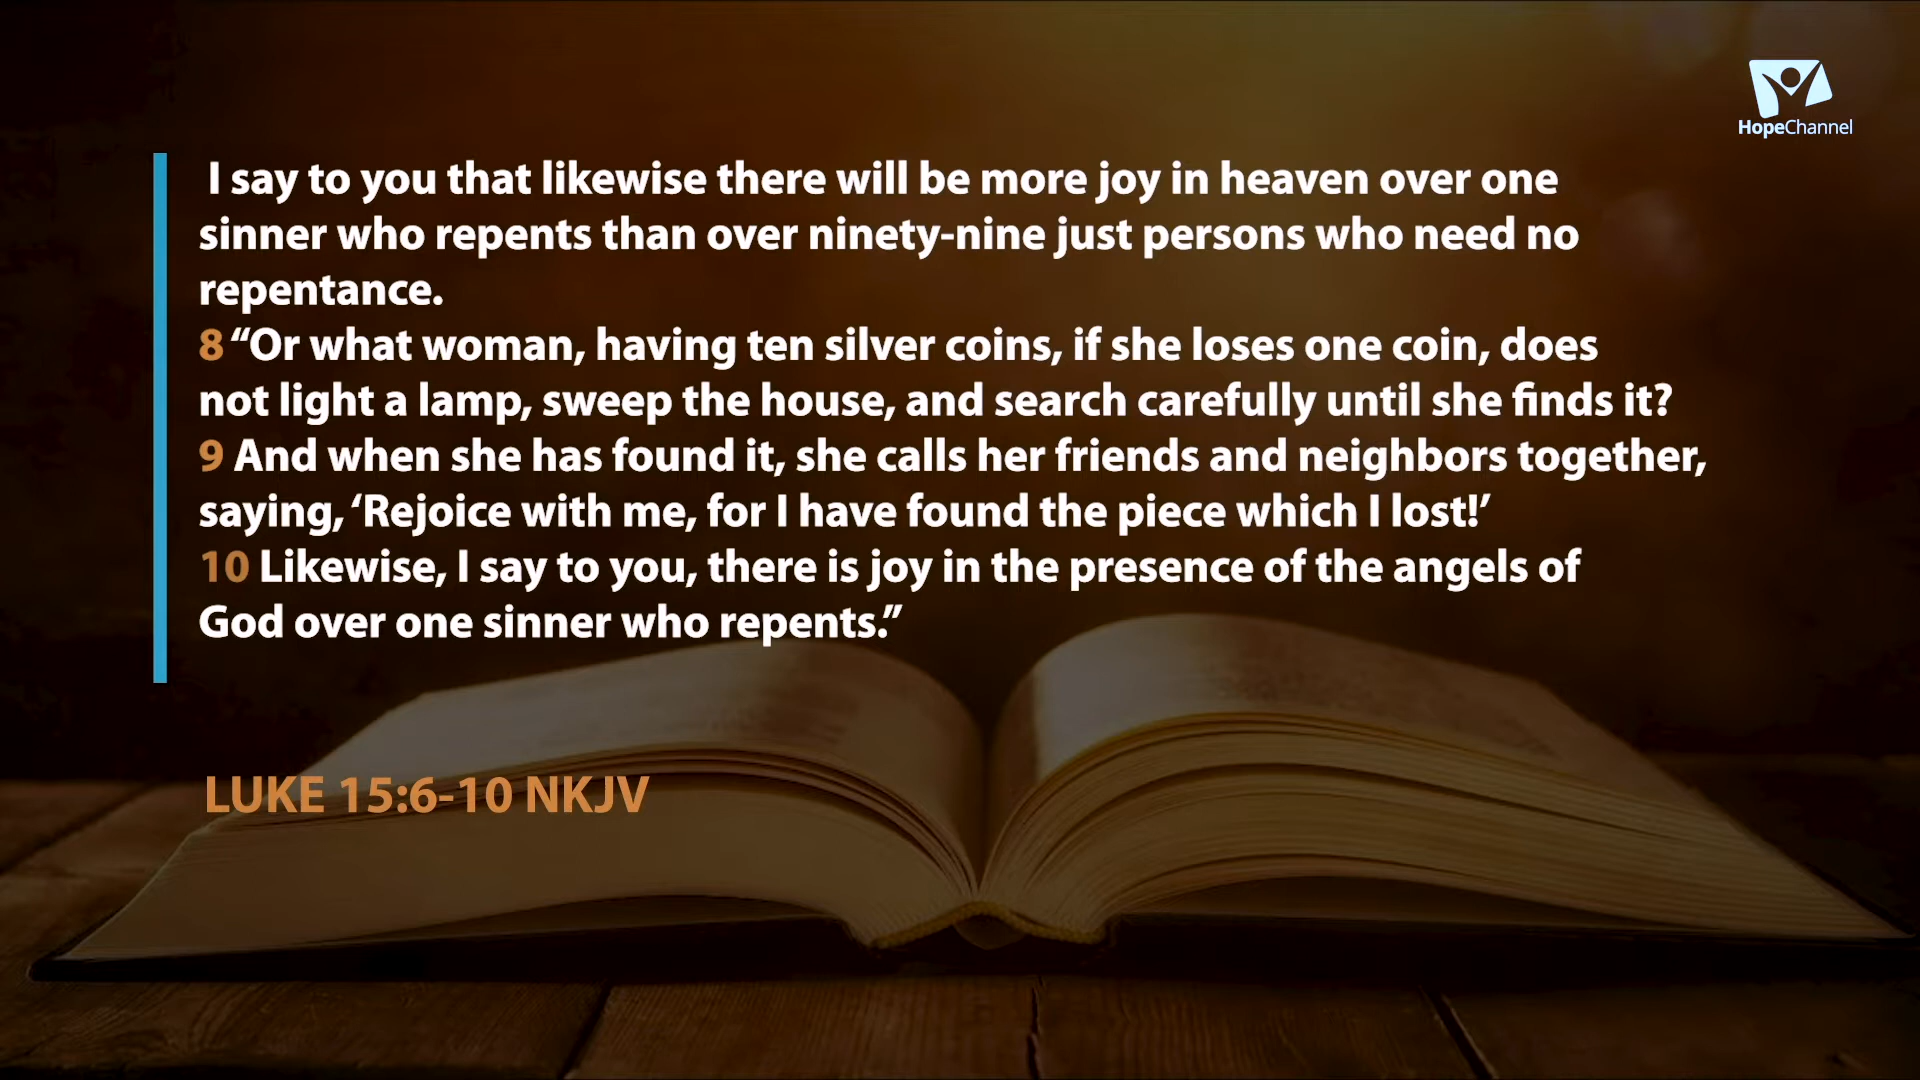 HopeChannel
I say to you that likewise there will be more joy in heaven over one
sinner who repents than over ninety-nine just persons who need no
repentance.
8 “Or what woman, having ten silver coins, if she loses one coin, does
not light a lamp, sweep the house, and search carefully until she finds it?
9 And when she has found it, she calls her friends and neighbors together,
saying, ‘Rejoice with me, for I have found the piece which I lost!’
10 Likewise, I say to you, there is joy in the presence of the angels of
God over one sinner who repents.”
LUKE 15:6-10 NKJV